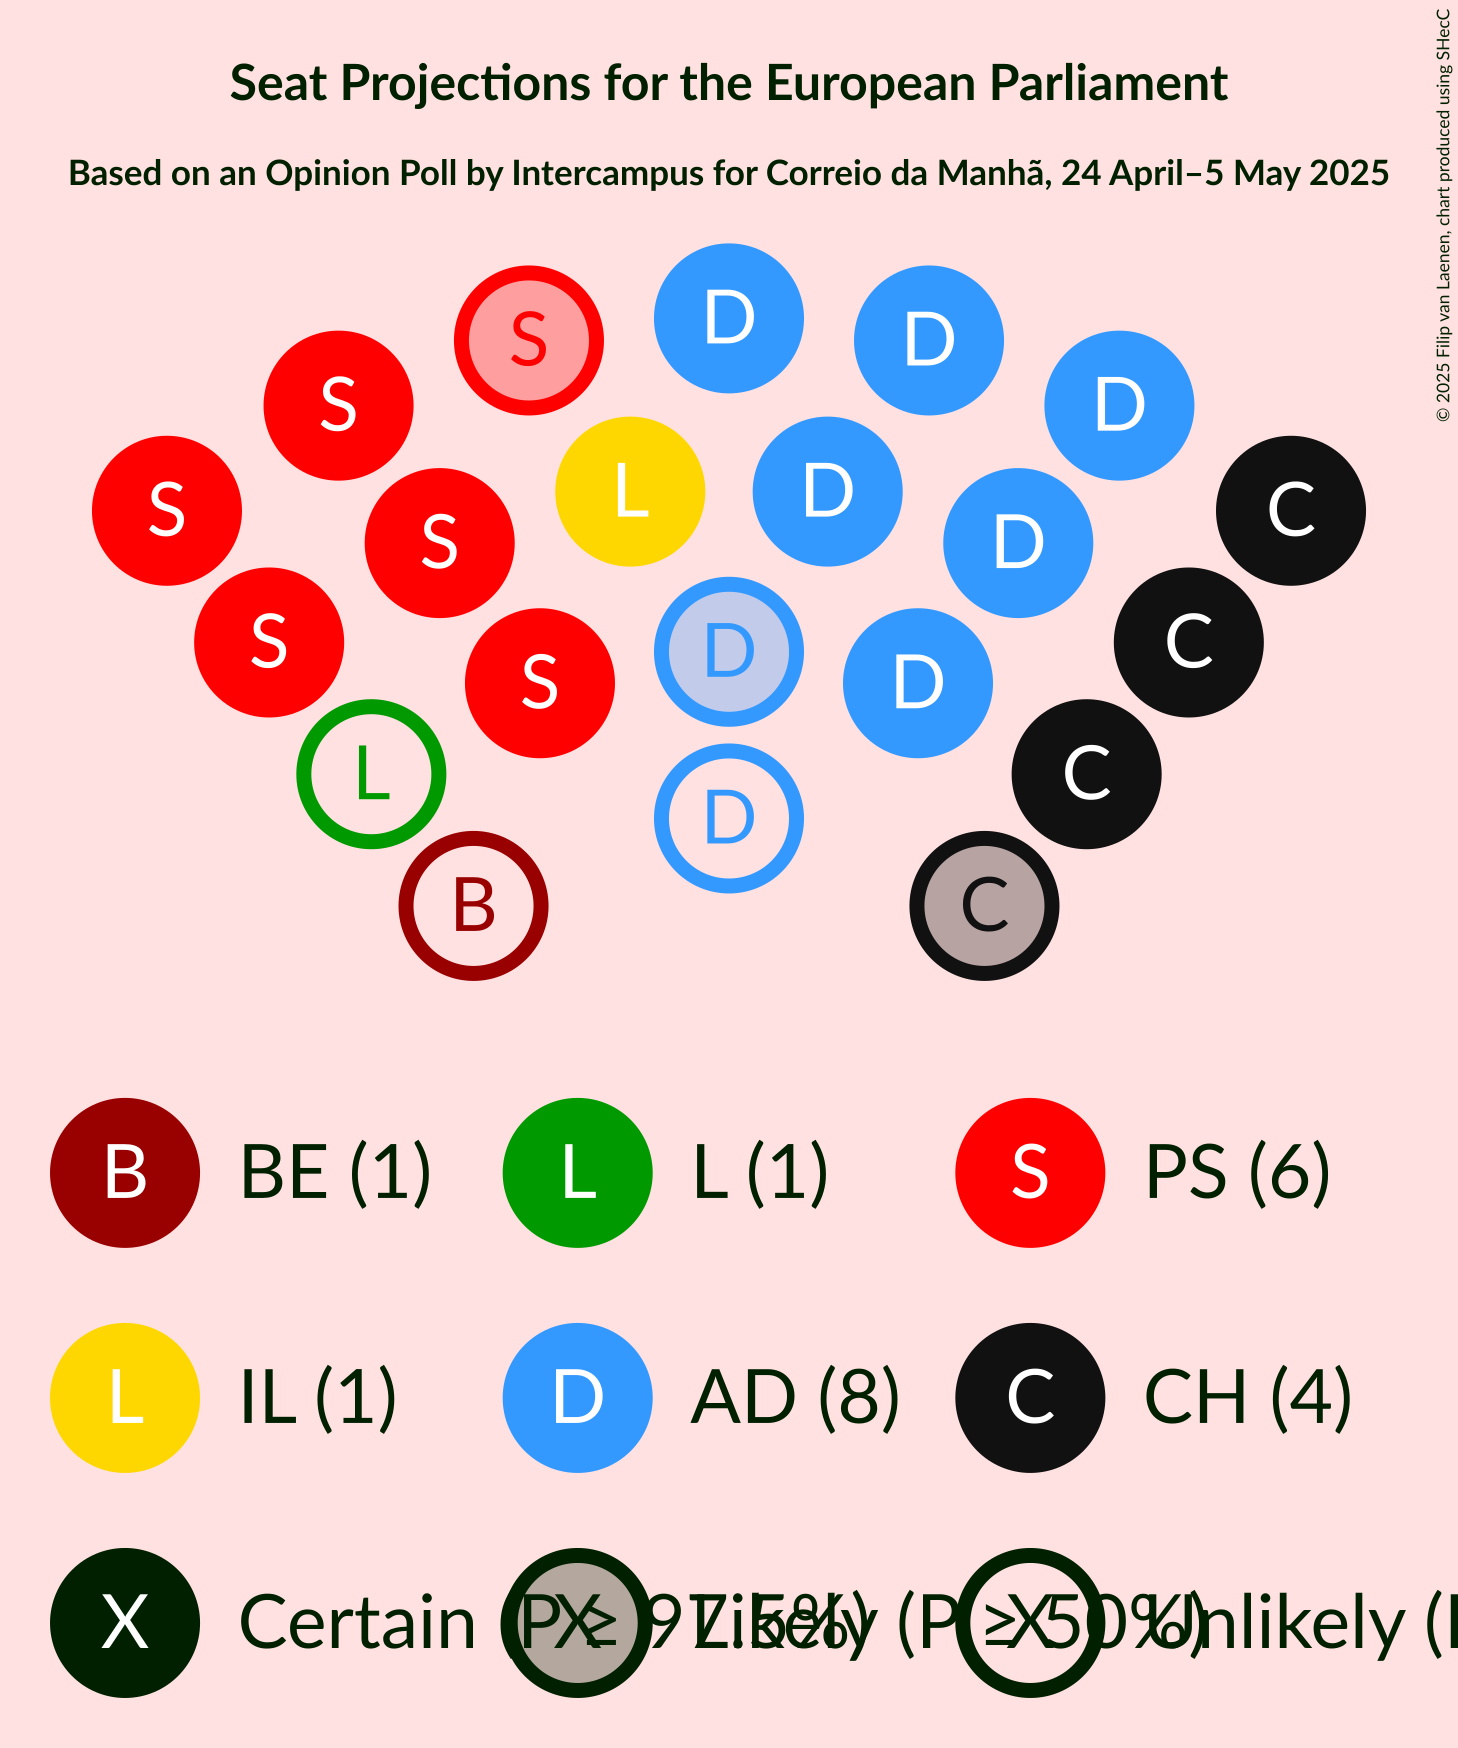 Seat Projections for the European Parliament
Based on an Opinion Poll by Intercampus for Correio da Manhã, 24 April–5 May 2025
© 2025 Filip van Laenen, chart produced using SHecC
D
S D
S D
L D
S C
S D
D
S C
D
S D
L C
D
B C
B BE (1) L L (1) S PS (6)
L IL (1) D AD (8) C CH (4)
X Certain (P ≥ 97.5%) X Likely (P ≥ 50%) X Unlikely (